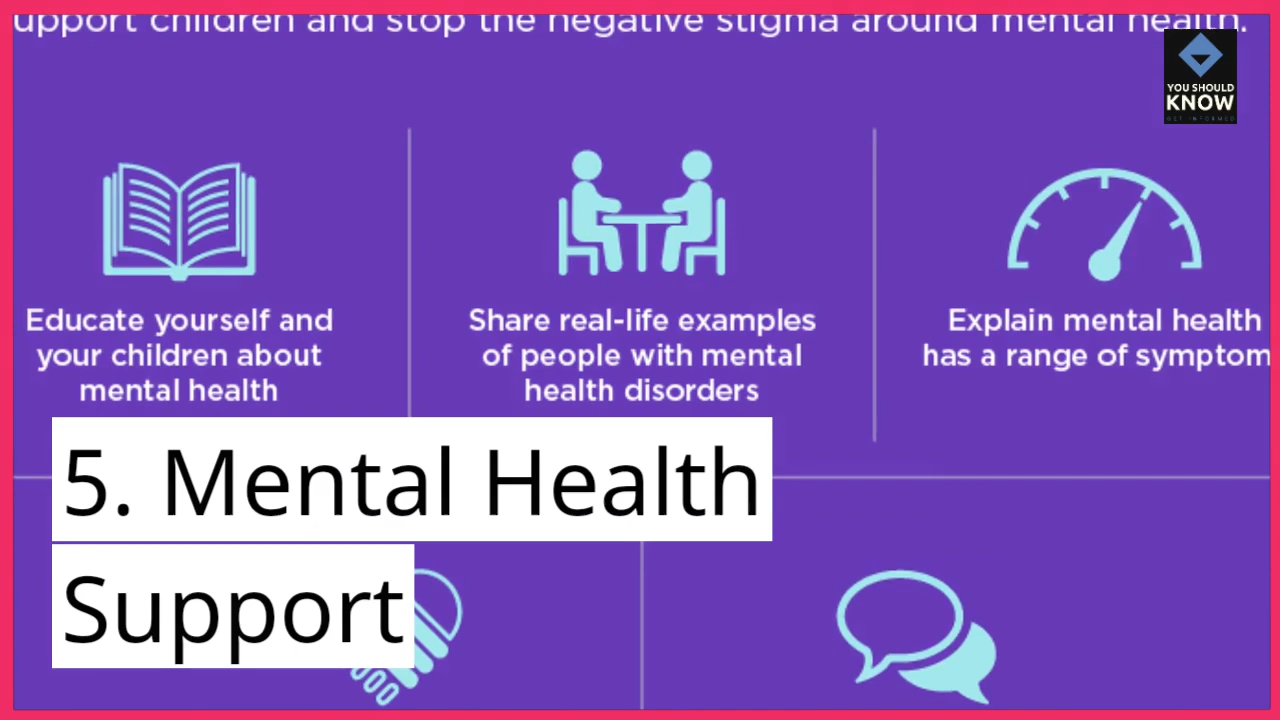 upport children and stop the negative stigma around mental health.
YOU SHOULD
KNOW
GET INFORMED
Educate yourself and
your children about
mental health
Share real-life examples
of people with mental
health disorders
Explain mental health
has a range of symptom
5. Mental Health
Support